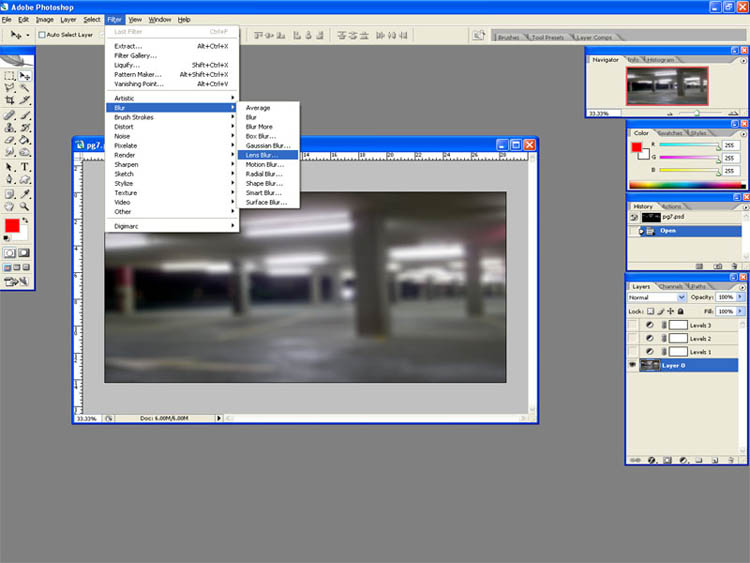 Adobe Photoshop
File Edit Image Layer Select Filter View Window Help
Auto Select Layer
Brushes Tool Presets Layer Comps
Last Filter Ctrl+F
Extract... Alt+Ctrl+X
Filter Gallery...
Liquify... Shift+Ctrl+X
Pattern Maker... Alt+Shift+Ctrl+X
Vanishing Point... Alt+Ctrl+V
Artistic
Blur
Brush Strokes
Distort
Noise
Pixelate
Render
Sharpen
Sketch
Stylize
Texture
Video
Other
Digimarc
Average
Blur
Blur More
Box Blur...
Gaussian Blur...
Lens Blur...
Motion Blur...
Radial Blur...
Shape Blur...
Smart Blur...
Surface Blur...
pg7.
14 16 18 20 22 24 26 28
33.33% Doc: 6.00M/6.00M
Navigator Info Histogram
33.33%
Color Swatches Styles
R 255
G 255
B 255
History Actions
pg7.psd
Open
Layers Channels Paths
Normal Opacity: 100%
Lock: Fill: 100%
Levels 3
Levels 2
Levels 1
Layer 0